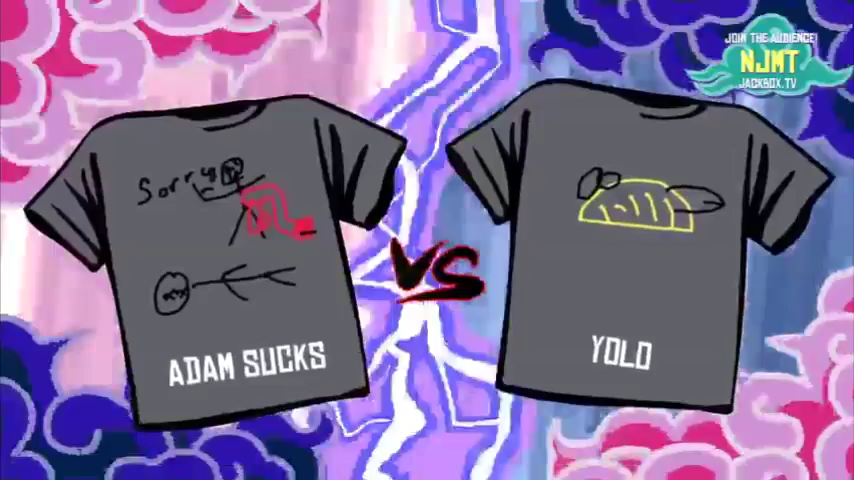 JOIN THE AUDIENCE!
NJMT
JACKBOX.TV
Sorry
VS
ADAM SUCKS
YOLO